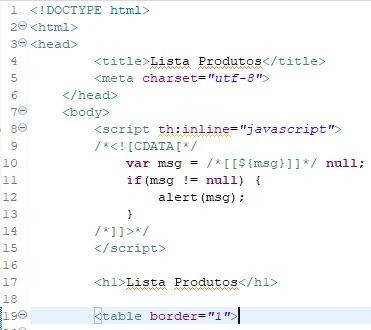 1 <!DOCTYPE html>
2 <html>
3 <head>
4 <title>Lista Produtos</title>
5 <meta charset="utf-8">
6 </head>
7 <body>
8 <script th:inline="javascript">
9 /*<![CDATA[*/
10 var msg = /*[[${msg}]]*/ null;
11 if(msg != null) {
12 alert(msg);
13 }
14 /*]]>*/
15 </script>
16
17 <h1>Lista Produtos</h1>
18
19 <table border="1">